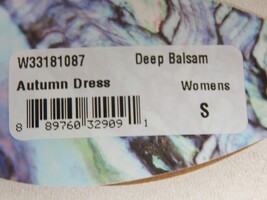 W33181087 Deep Balsam
Autumn Dress Womens
S
8 89760 32909 1